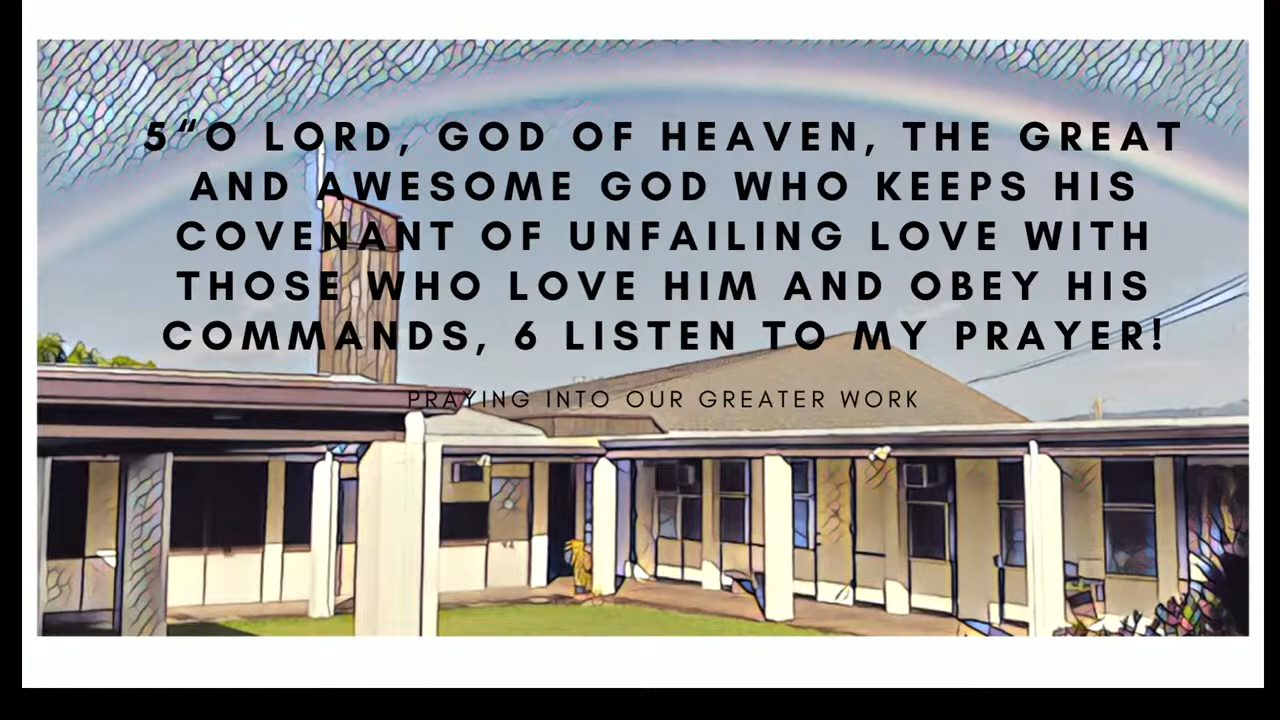 5 “O LORD, GOD OF HEAVEN, THE GREAT
AND AWESOME GOD WHO KEEPS HIS
COVENANT OF UNFAILING LOVE WITH
THOSE WHO LOVE HIM AND OBEY HIS
COMMANDS, 6 LISTEN TO MY PRAYER!
PRAYING INTO OUR GREATER WORK